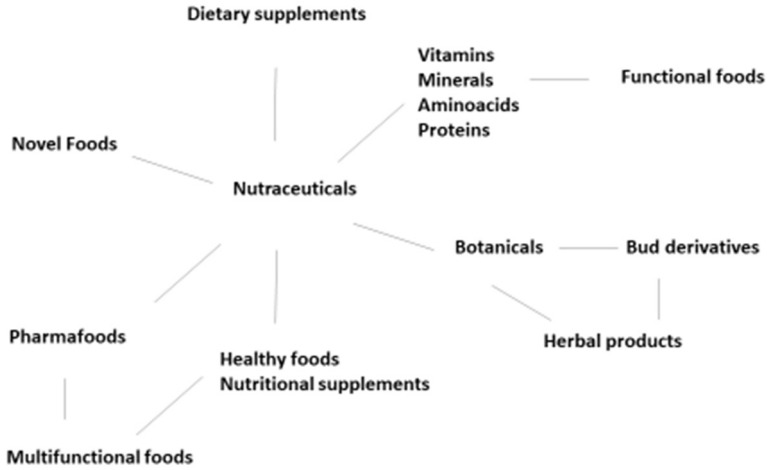 Dietary supplements
Vitamins
Minerals
Aminoacids
Proteins
Functional foods
Novel Foods
Nutraceuticals
Botanicals
Bud derivatives
Herbal products
Pharmafoods
Healthy foods
Nutritional supplements
Multifunctional foods